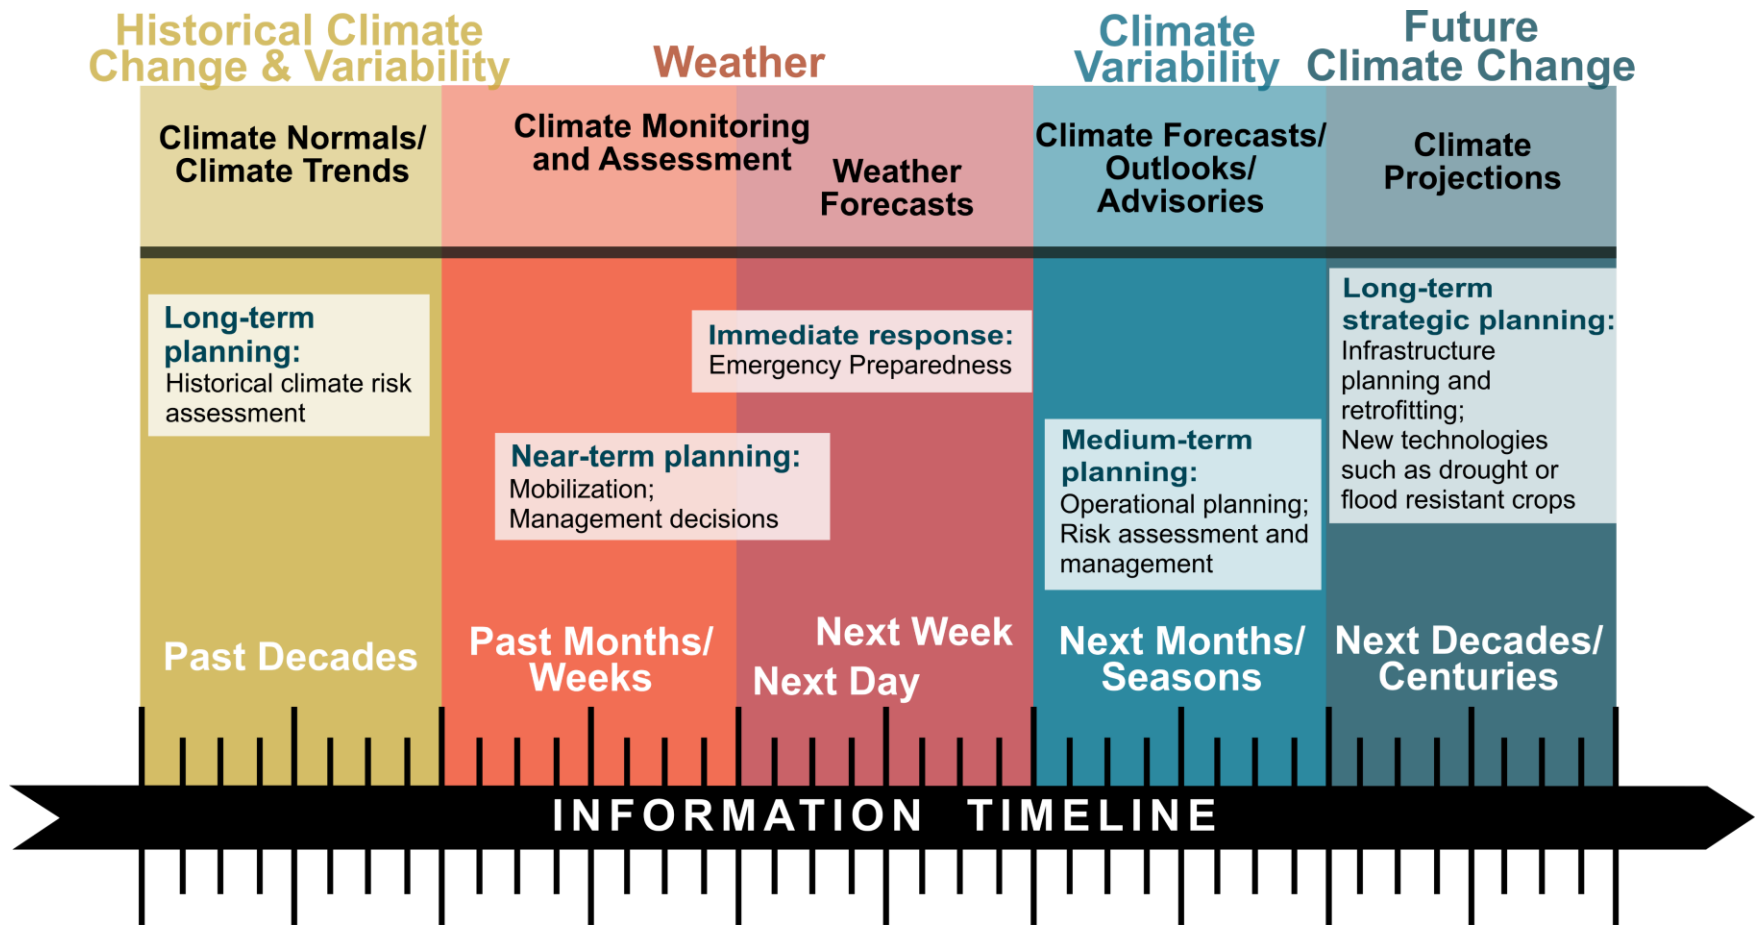 Historical Climate
Change & Variability
Weather
Climate
Variability
Future
Climate Change
Climate Normals/
Climate Trends
Climate Monitoring
and Assessment
Weather
Forecasts
Climate Forecasts/
Outlooks/
Advisories
Climate
Projections
Long-term
planning:
Historical climate risk
assessment
Near-term planning:
Mobilization;
Management decisions
Immediate response:
Emergency Preparedness
Medium-term
planning:
Operational planning;
Risk assessment and
management
Long-term
strategic planning:
Infrastructure
planning and
retrofitting;
New technologies
such as drought or
flood resistant crops
Past Decades
Past Months/
Weeks
Next Week
Next Day
Next Months/
Seasons
Next Decades/
Centuries
INFORMATION TIMELINE